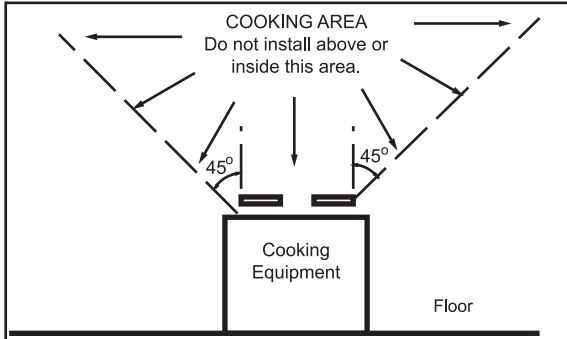 COOKING AREA
Do not install above or
inside this area.
45°
45°
Cooking
Equipment
Floor